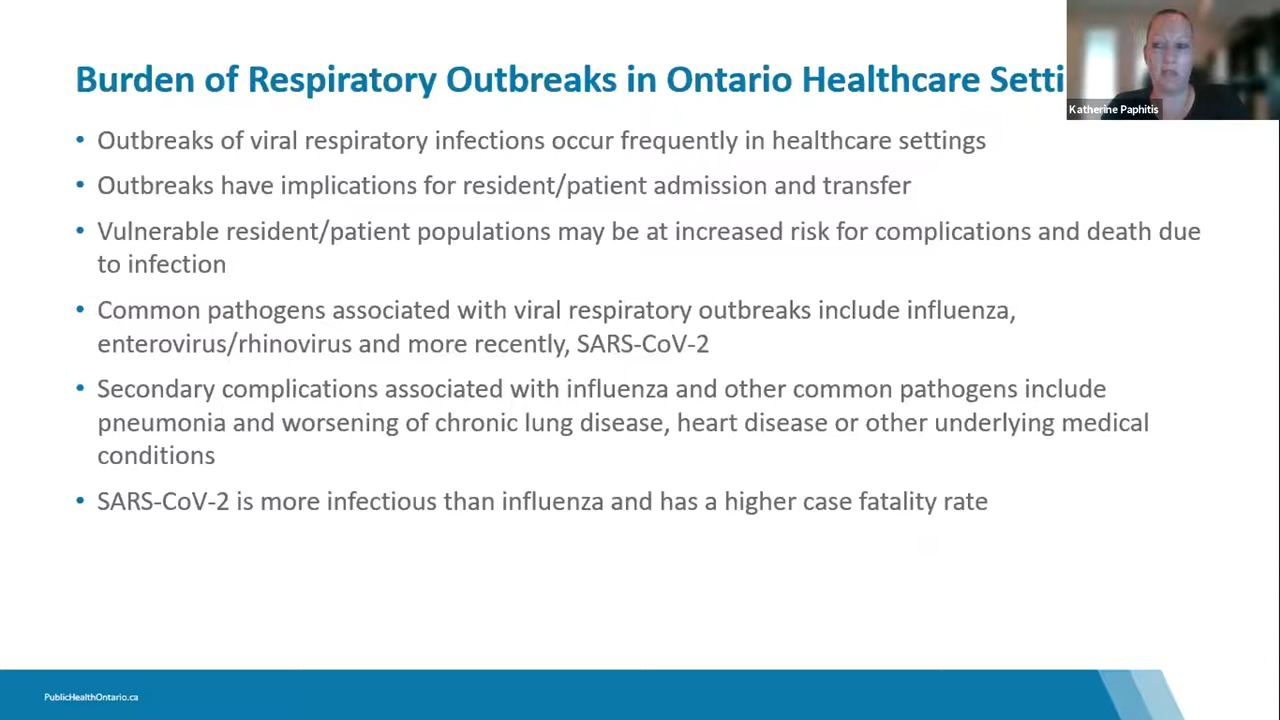 Burden of Respiratory Outbreaks in Ontario Healthcare Setti
Katherine Paphitis
• Outbreaks of viral respiratory infections occur frequently in healthcare settings
• Outbreaks have implications for resident/patient admission and transfer
• Vulnerable resident/patient populations may be at increased risk for complications and death due
to infection
• Common pathogens associated with viral respiratory outbreaks include influenza,
enterovirus/rhinovirus and more recently, SARS-CoV-2
• Secondary complications associated with influenza and other common pathogens include
pneumonia and worsening of chronic lung disease, heart disease or other underlying medical
conditions
• SARS-CoV-2 is more infectious than influenza and has a higher case fatality rate
PublicHealthOntario.ca